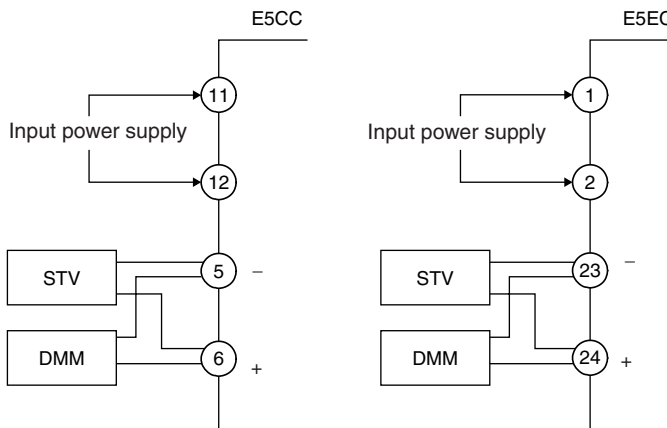 E5CC
11
Input power supply
12
STV
5
−
DMM
6
+
E5EC
1
Input power supply
2
STV
23
−
DMM
24
+